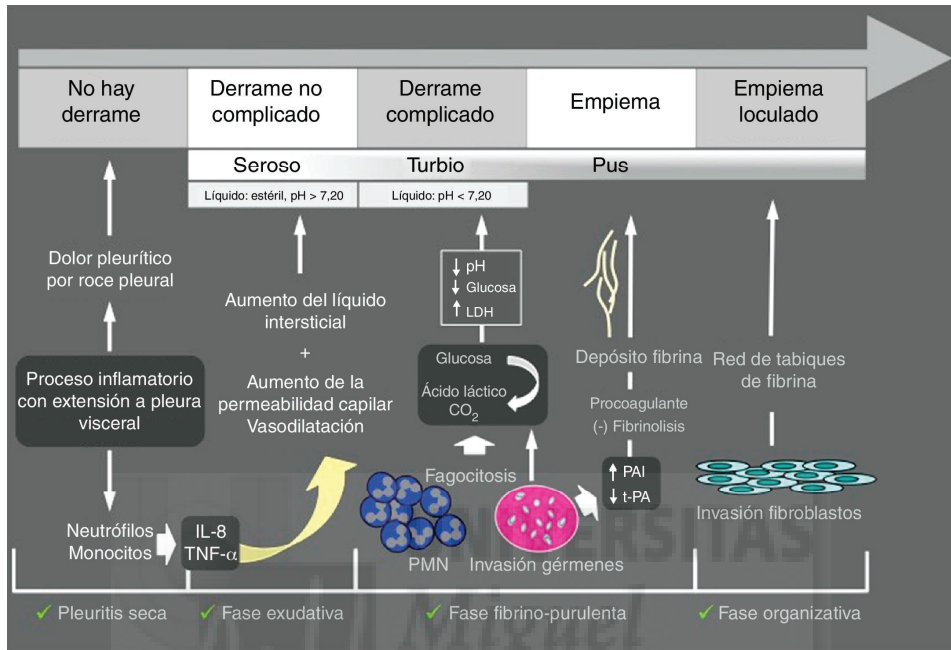 No hay
derrame
Derrame no
complicado
Derrame
complicado
Empiema
Empiema
loculado
Seroso
Turbio
Pus
Líquido: estéril, pH > 7,20
Líquido: pH < 7,20
Dolor pleurítico
por roce pleural
Proceso inflamatorio
con extensión a pleura
visceral
Neutrófilos
Monocitos
IL-8
TNF-α
Aumento del líquido
intersticial
+
Aumento de la
permeabilidad capilar
Vasodilatación
↓ pH
↓ Glucosa
↑ LDH
Glucosa
Ácido láctico
CO₂
Fagocitosis
PMN
Invasión gérmenes
Depósito fibrina
Procoagulante
(-) Fibrinolisis
↑ PAI
↓ t-PA
Red de tabiques
de fibrina
Invasión fibroblastos
✓ Pleuritis seca
✓ Fase exudativa
✓ Fase fibrino-purulenta
✓ Fase organizativa
UNIVERSITAS
Miguel